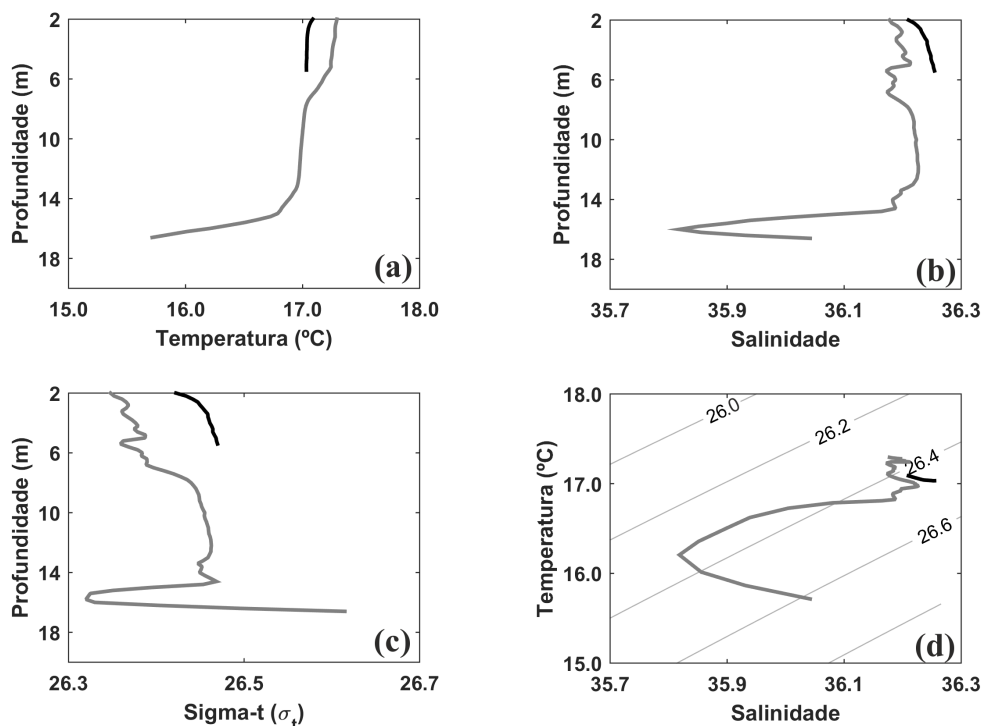 2
6
10
14
18
Profundidade (m)
15.0 16.0 17.0 18.0
Temperatura (ºC)
(a)
2
6
10
14
18
Profundidade (m)
35.7 35.9 36.1 36.3
Salinidade
(b)
2
6
10
14
18
Profundidade (m)
26.3 26.5 26.7
Sigma-t (σt)
(c)
18.0
17.0
16.0
15.0
Temperatura (ºC)
26.0
26.2
26.4
26.6
35.7 35.9 36.1 36.3
Salinidade
(d)